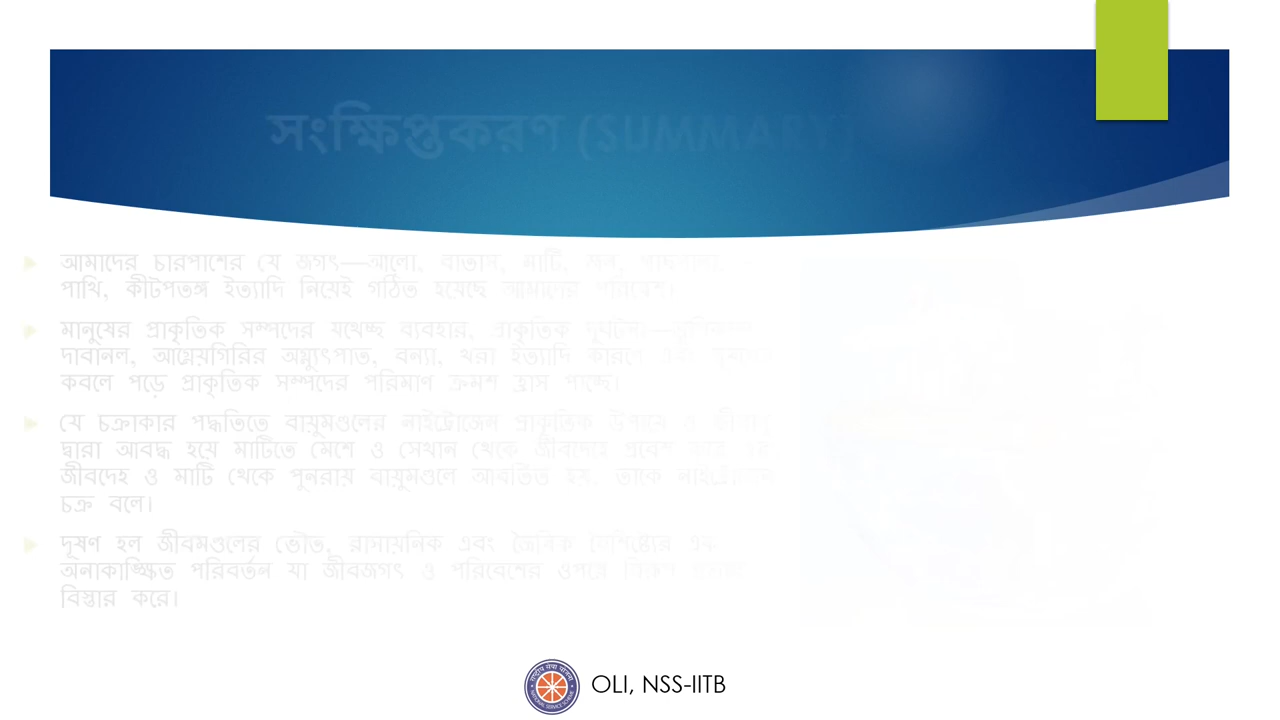 সংক্ষিপ্তকরণ (SUMMARY)
আমাদের চারপাশের যে জগৎ—আলো, বাতাস, মাটি, জল, গাছপালা,
পাখি, কীটপতঙ্গ ইত্যাদি নিয়েই গঠিত হয়েছে আমাদের পরিবেশ।
মানুষের প্রাকৃতিক সম্পদের যথেচ্ছ ব্যবহার, প্রাকৃতিক দুর্ঘটনা—ভূমিকম্প
দাবানল, আগ্নেয়গিরির অগ্ন্যুৎপাত, বন্যা, খরা ইত্যাদি কারণে এবং দূষণের
কবলে পড়ে প্রাকৃতিক সম্পদের পরিমাণ ক্রমশ হ্রাস পাচ্ছে।
যে চক্রাকার পদ্ধতিতে বায়ুমণ্ডলের নাইট্রোজেন প্রাকৃতিক উপায়ে ও জীবাণু
দ্বারা আবদ্ধ হয়ে মাটিতে মেশে ও সেখান থেকে জীবদেহে প্রবেশ করে এবং
জীবদেহ ও মাটি থেকে পুনরায় বায়ুমণ্ডলে আবর্তিত হয়, তাকে নাইট্রোজেন
চক্র বলে।
দূষণ হল জীবমণ্ডলের ভৌত, রাসায়নিক এবং জৈবিক বৈশিষ্ট্যের এক
অনাকাঙ্ক্ষিত পরিবর্তন যা জীবজগৎ ও পরিবেশের ওপরে বিরূপ প্রভাব
বিস্তার করে।
OLI, NSS-IITB